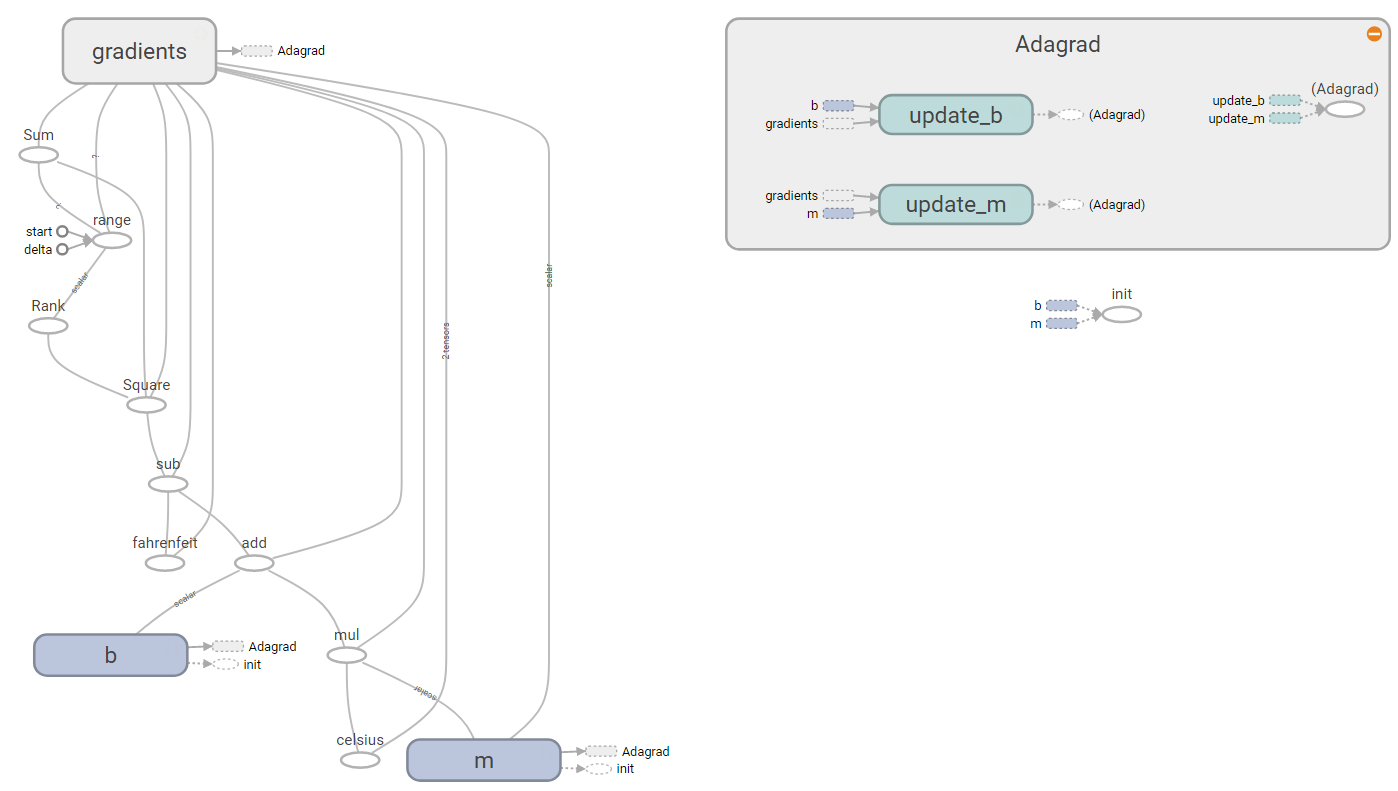 gradients
Adagrad
Sum
?
?
range
start
delta
scalar
Rank
Square
sub
fahrenfeit
add
scalar
b
Adagrad
init
mul
scalar
celsius
m
Adagrad
init
2 tensors
scalar
Adagrad
b
gradients
update_b
(Adagrad)
gradients
m
update_m
(Adagrad)
update_b
update_m
(Adagrad)
init
b
m